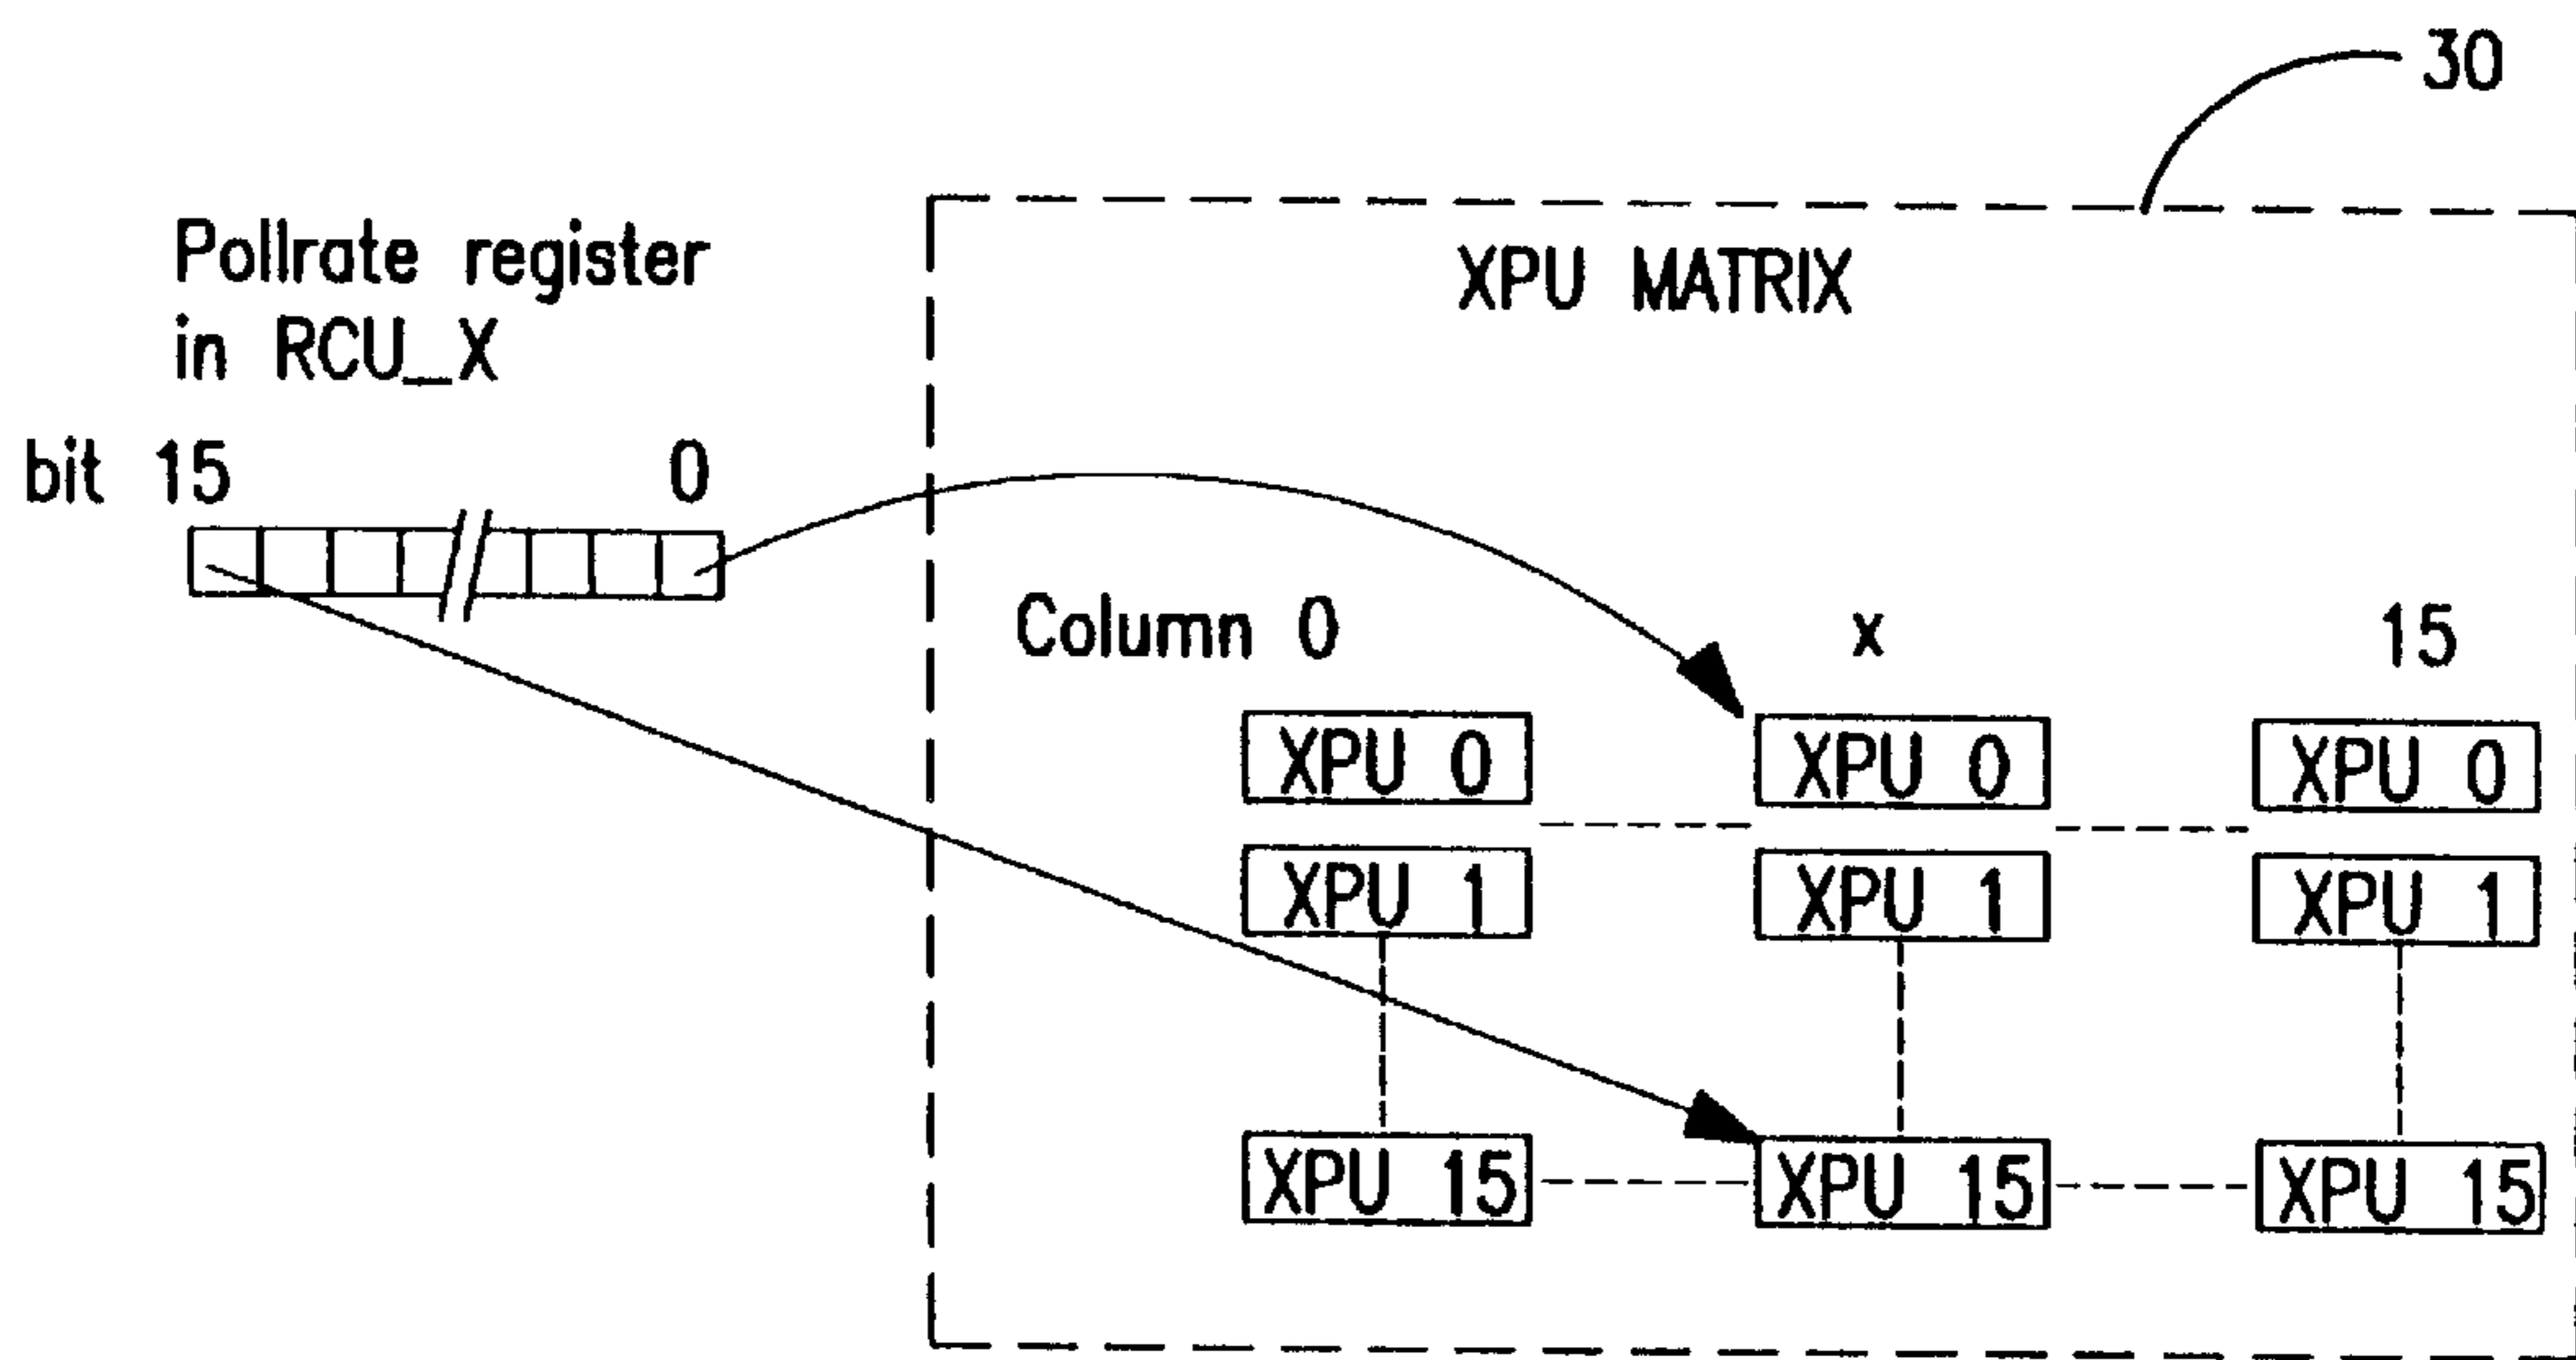 30
Pollrate register
in RCU_X
XPU MATRIX
bit 15 0
Column 0 x 15
XPU 0 XPU 0 XPU 0
XPU 1 XPU 1 XPU 1
XPU 15 XPU 15 XPU 15